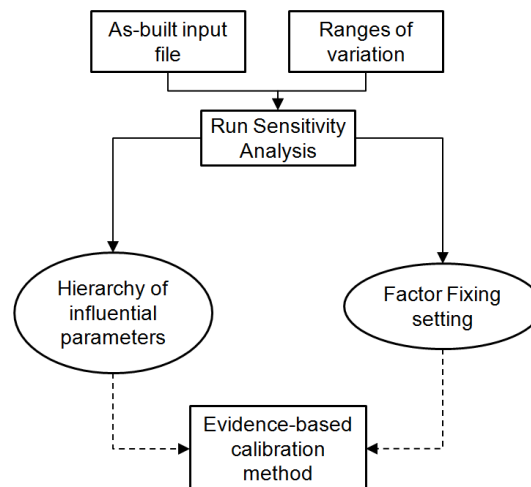 As-built input
file
Ranges of
variation
Run Sensitivity
Analysis
Hierarchy of
influential
parameters
Factor Fixing
setting
Evidence-based
calibration
method